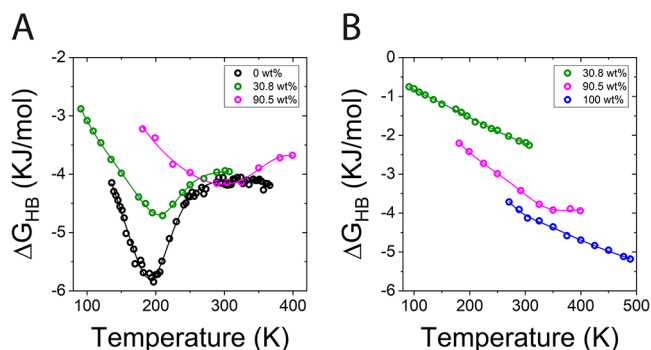 A
B
-2
-3
-4
-5
-6
ΔG_HB (KJ/mol)
0 wt%
30.8 wt%
90.5 wt%
100
200
300
400
Temperature (K)
0
-1
-2
-3
-4
-5
-6
ΔG_HB (KJ/mol)
30.8 wt%
90.5 wt%
100 wt%
100
200
300
400
500
Temperature (K)